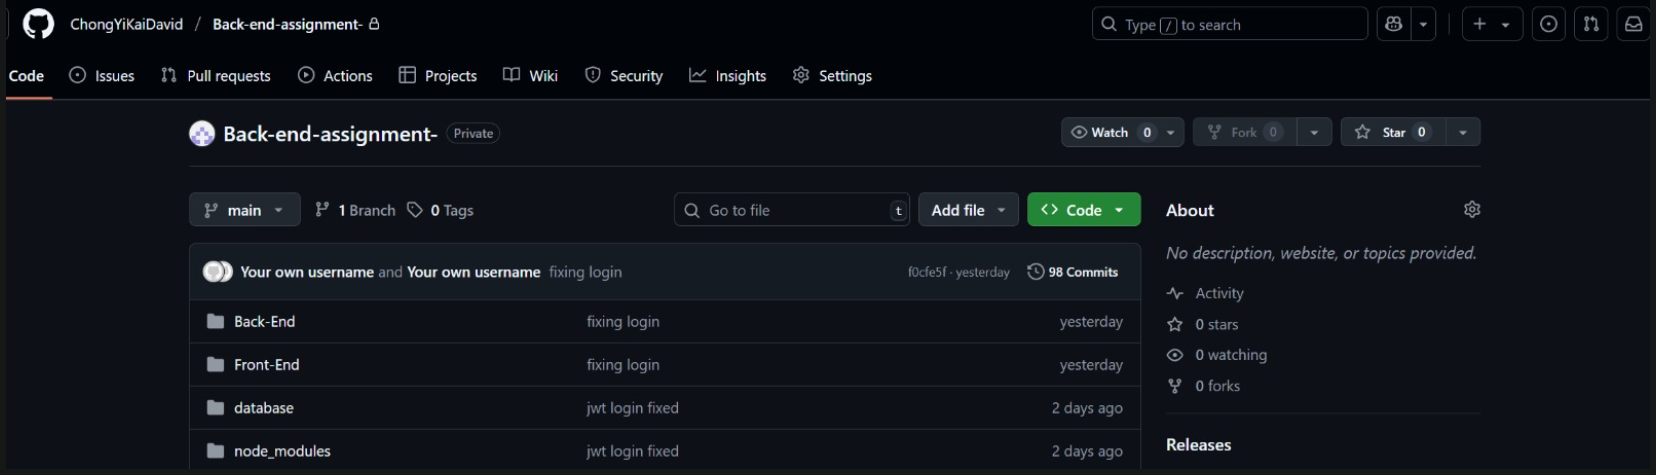 ChongYiKaiDavid / Back-end-assignment-
Type / to search
Code Issues Pull requests Actions Projects Wiki Security Insights Settings
Back-end-assignment- Private
Watch 0 Fork 0 Star 0
main 1 Branch 0 Tags Go to file t Add file Code
About
No description, website, or topics provided.
Your own username and Your own username fixing login f0cfe5f · yesterday 98 Commits
Activity
Back-End fixing login yesterday
0 stars
0 watching
Front-End fixing login yesterday
0 forks
database jwt login fixed 2 days ago
Releases
node_modules jwt login fixed 2 days ago